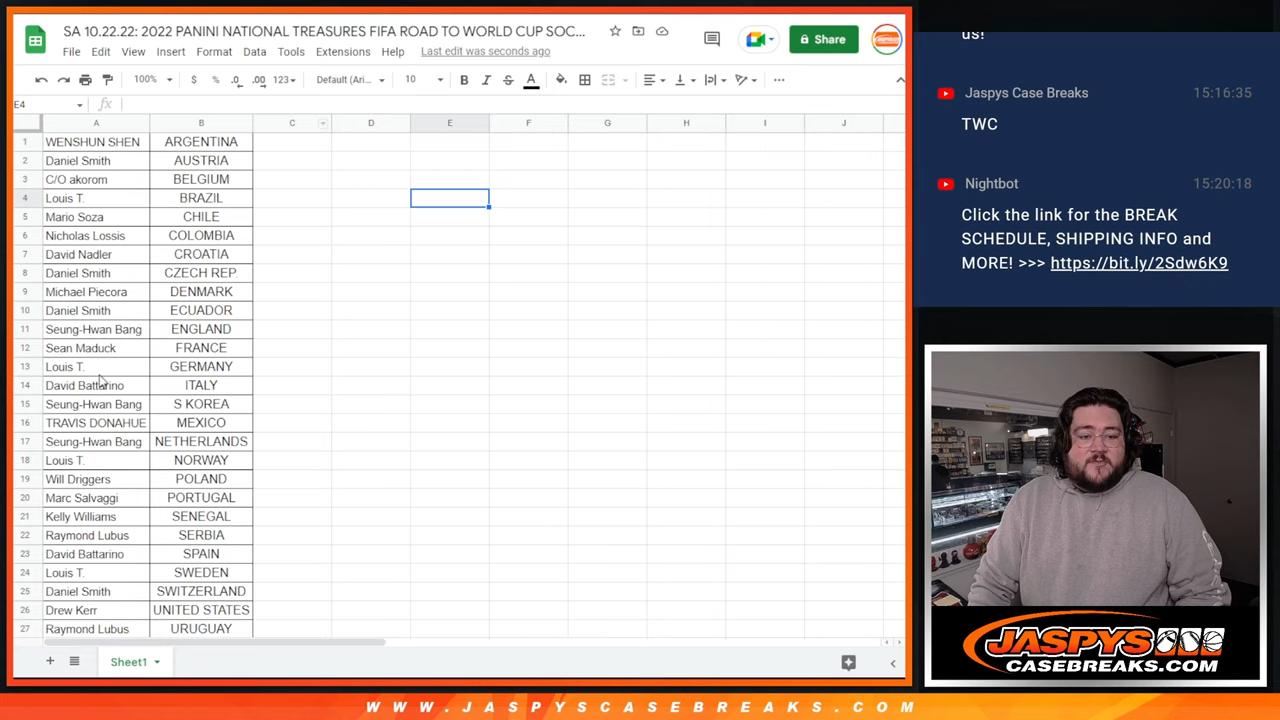 SA 10.22.22: 2022 PANINI NATIONAL TREASURES FIFA ROAD TO WORLD CUP SOC...
File Edit View Insert Format Data Tools Extensions Help Last edit was seconds ago
Share
100% $ % .0 .00 123 Default (Ari... 10 B I S A
E4 fx
A B C D E F G H I J
1 WENSHUN SHEN ARGENTINA
2 Daniel Smith AUSTRIA
3 C/O akorom BELGIUM
4 Louis T. BRAZIL
5 Mario Soza CHILE
6 Nicholas Lossis COLOMBIA
7 David Nadler CROATIA
8 Daniel Smith CZECH REP.
9 Michael Piecora DENMARK
10 Daniel Smith ECUADOR
11 Seung-Hwan Bang ENGLAND
12 Sean Maduck FRANCE
13 Louis T. GERMANY
14 David Battarino ITALY
15 Seung-Hwan Bang S KOREA
16 TRAVIS DONAHUE MEXICO
17 Seung-Hwan Bang NETHERLANDS
18 Louis T. NORWAY
19 Will Driggers POLAND
20 Marc Salvaggi PORTUGAL
21 Kelly Williams SENEGAL
22 Raymond Lubus SERBIA
23 David Battarino SPAIN
24 Louis T. SWEDEN
25 Daniel Smith SWITZERLAND
26 Drew Kerr UNITED STATES
27 Raymond Lubus URUGUAY
Sheet1
us!
Jaspys Case Breaks 15:16:35
TWC
Nightbot 15:20:18
Click the link for the BREAK
SCHEDULE, SHIPPING INFO and
MORE! >>> https://bit.ly/2Sdw6K9
JASPYS
CASEBREAKS.COM
WWW.JASPYSCASEBREAKS.COM